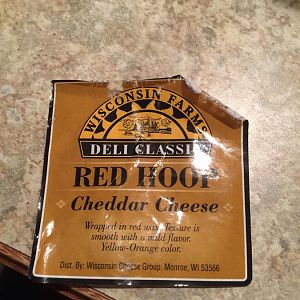 WISCONSIN FARMS
DELI CLASSIC
RED HOOP
Cheddar Cheese
Wrapped in red wax. Texture is
smooth with a mild flavor.
Yellow-Orange color.
Dist. By: Wisconsin Cheese Group, Monroe, WI 53566